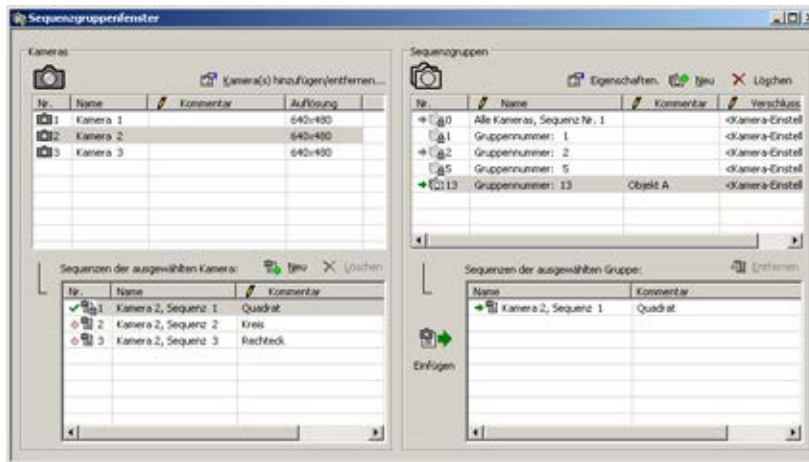 Sequenzgruppenfenster
Kameras
Kamera(s) hinzufügen/entfernen...
Nr. Name Kommentar Auflösung
1 Kamera 1 640x480
2 Kamera 2 640x480
3 Kamera 3 640x480
Sequenzen der ausgewählten Kamera: Neu Löschen
Nr. Name Kommentar
1 Kamera 2, Sequenz 1 Quadrat
2 Kamera 2, Sequenz 2 Kreis
3 Kamera 2, Sequenz 3 Rechteck
Sequenzgruppen
Eigenschaften. Neu Löschen
Nr. Name Kommentar Verschluss
0 Alle Kameras, Sequenz Nr. 1 <Kamera-Einstell
1 Gruppennummer: 1 <Kamera-Einstell
2 Gruppennummer: 2 <Kamera-Einstell
5 Gruppennummer: 5 <Kamera-Einstell
13 Gruppennummer: 13 Objekt A <Kamera-Einstell
Sequenzen der ausgewählten Gruppe: Entfernen
Name Kommentar
Kamera 2, Sequenz 1 Quadrat
Einfügen